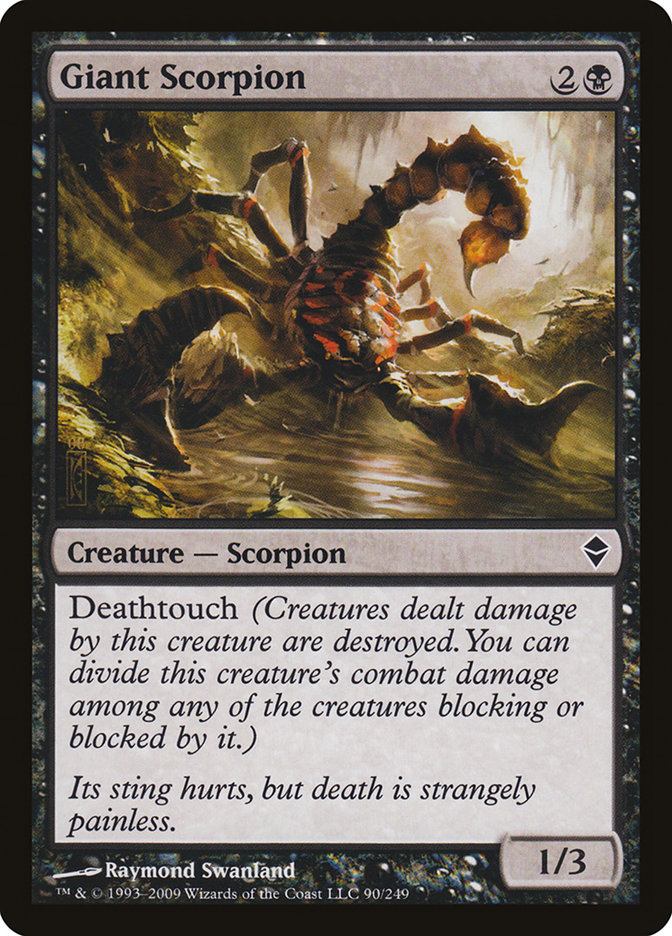 Giant Scorpion 2
Creature — Scorpion
Deathtouch (Creatures dealt damage
by this creature are destroyed. You can
divide this creature's combat damage
among any of the creatures blocking or
blocked by it.)
Its sting hurts, but death is strangely
painless.
1/3
Raymond Swanland
™ & © 1993–2009 Wizards of the Coast LLC 90/249